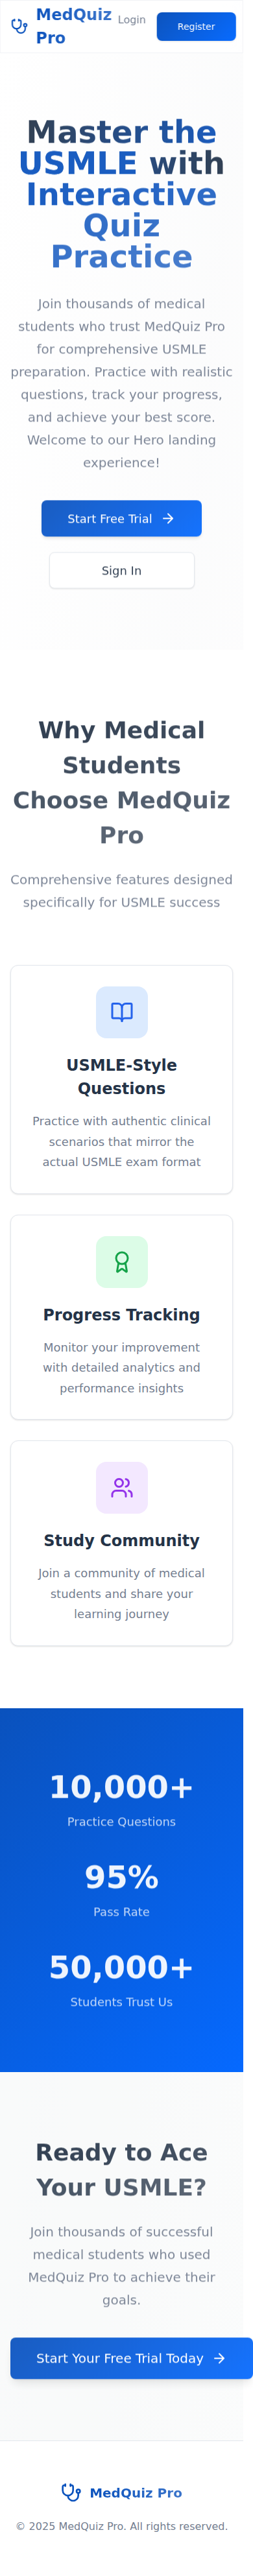 MedQuiz
Pro
Login
Register
Master the
USMLE with
Interactive
Quiz
Practice
Join thousands of medical
students who trust MedQuiz Pro
for comprehensive USMLE
preparation. Practice with realistic
questions, track your progress,
and achieve your best score.
Welcome to our Hero landing
experience!
Start Free Trial
Sign In
Why Medical
Students
Choose MedQuiz
Pro
Comprehensive features designed
specifically for USMLE success
USMLE-Style
Questions
Practice with authentic clinical
scenarios that mirror the
actual USMLE exam format
Progress Tracking
Monitor your improvement
with detailed analytics and
performance insights
Study Community
Join a community of medical
students and share your
learning journey
10,000+
Practice Questions
95%
Pass Rate
50,000+
Students Trust Us
Ready to Ace
Your USMLE?
Join thousands of successful
medical students who used
MedQuiz Pro to achieve their
goals.
Start Your Free Trial Today
MedQuiz Pro
© 2025 MedQuiz Pro. All rights reserved.